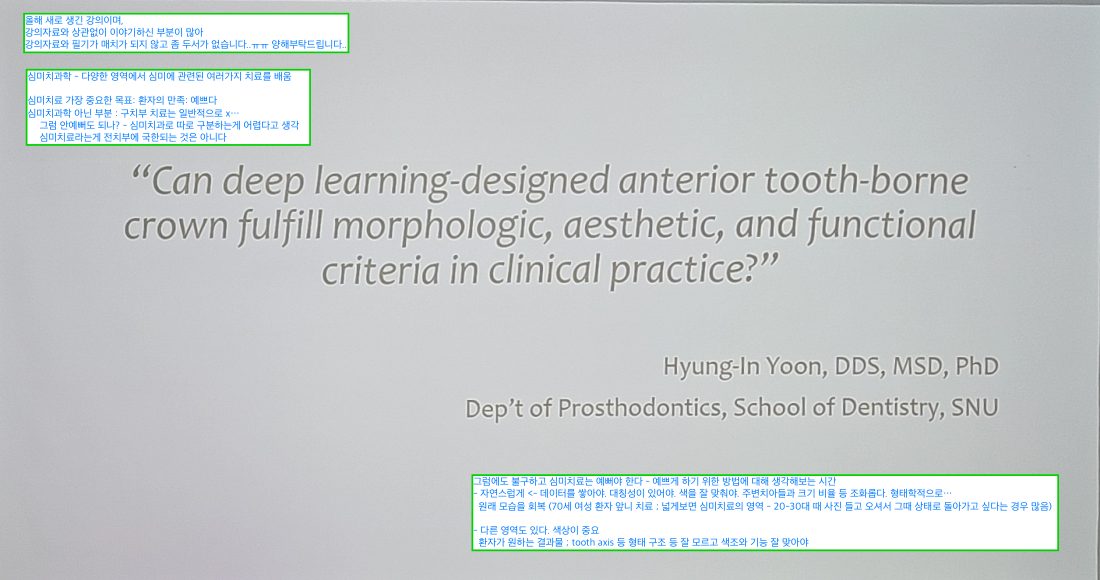 올해 새로 생긴 강의이며,
강의자료와 상관없이 이야기하신 부분이 많아
강의자료와 필기가 매치가 되지 않고 좀 두서가 없습니다..ㅠㅠ 양해부탁드립니다..
심미치과학 - 다양한 영역에서 심미에 관련된 여러가지 치료를 배움
심미치료 가장 중요한 목표: 환자의 만족: 예쁘다
심미치과학 아닌 부분 : 구치부 치료는 일반적으로 x…
그럼 안예뻐도 되나? - 심미치과로 따로 구분하는게 어렵다고 생각
심미치료라는게 전치부에 국한되는 것은 아니다
“Can deep learning-designed anterior tooth-borne
crown fulfill morphologic, aesthetic, and functional
criteria in clinical practice?”
Hyung-In Yoon, DDS, MSD, PhD
Dep’t of Prosthodontics, School of Dentistry, SNU
그럼에도 불구하고 심미치료는 예뻐야 한다 - 예쁘게 하기 위한 방법에 대해 생각해보는 시간
- 자연스럽게 <- 데이터를 쌓아야. 대칭성이 있어야. 색을 잘 맞춰야. 주변치아들과 크기 비율 등 조화롭다. 형태학적으로…
원래 모습을 회복 (70세 여성 환자 앞니 치료 : 넓게보면 심미치료의 영역 - 20-30대 때 사진 들고 오셔서 그때 상태로 돌아가고 싶다는 경우 많음)
- 다른 영역도 있다. 색상이 중요
환자가 원하는 결과물 : tooth axis 등 형태 구조 등 잘 모르고 색조와 기능 잘 맞아야